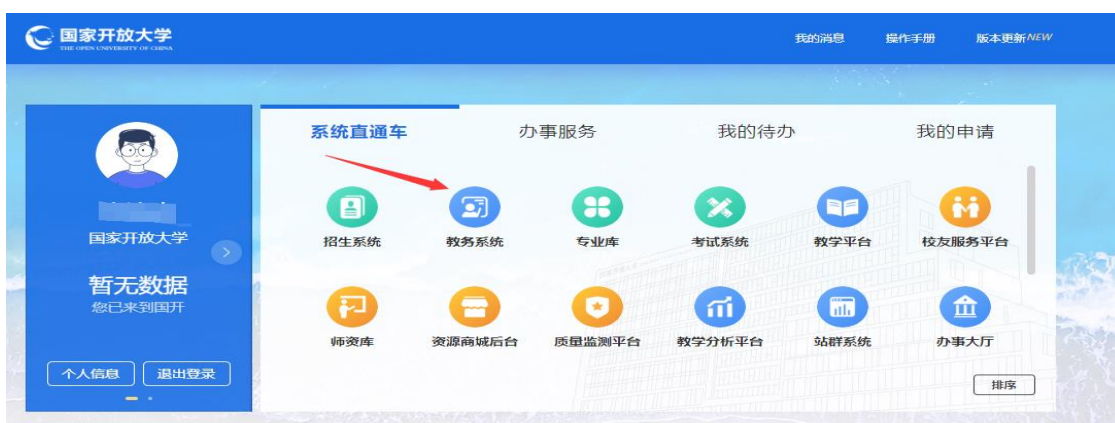 国家开放大学
THE OPEN UNIVERSITY OF CHINA
我的消息 操作手册 版本更新NEW
系统直通车 办事服务 我的待办 我的申请
国家开放大学
暂无数据
您已来到国开
个人信息 退出登录
招生系统 教务系统 专业库 考试系统 教学平台 校友服务平台
师资库 资源商城后台 质量监测平台 教学分析平台 站群系统 办事大厅
排序